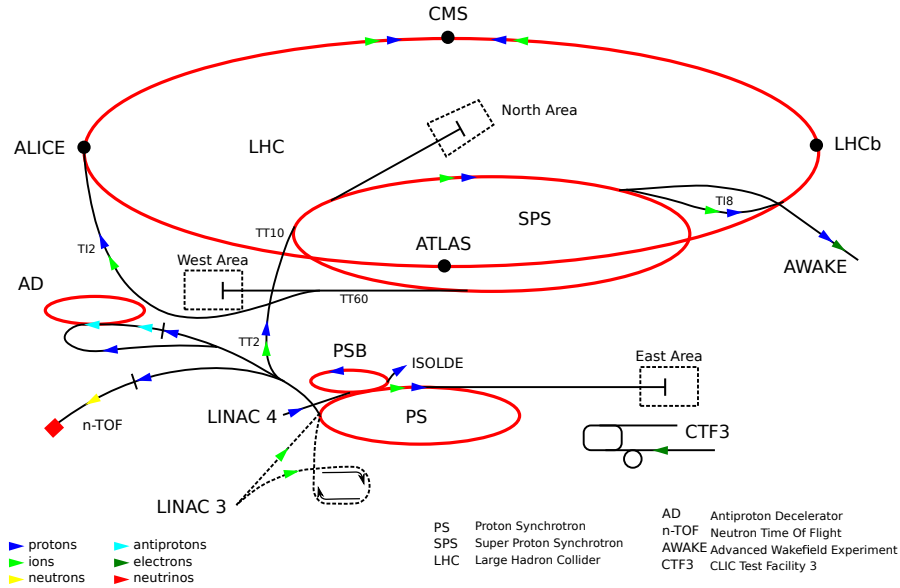 CMS
North Area
ALICE
LHC
LHCb
TI8
SPS
TT10
ATLAS
TI2
West Area
AWAKE
AD
TT60
TT2
PSB
ISOLDE
East Area
LINAC 4
PS
n-TOF
CTF3
LINAC 3
protons
ions
neutrons
antiprotons
electrons
neutrinos
PS Proton Synchrotron
SPS Super Proton Synchrotron
LHC Large Hadron Collider
AD Antiproton Decelerator
n-TOF Neutron Time Of Flight
AWAKE Advanced Wakefield Experiment
CTF3 CLIC Test Facility 3